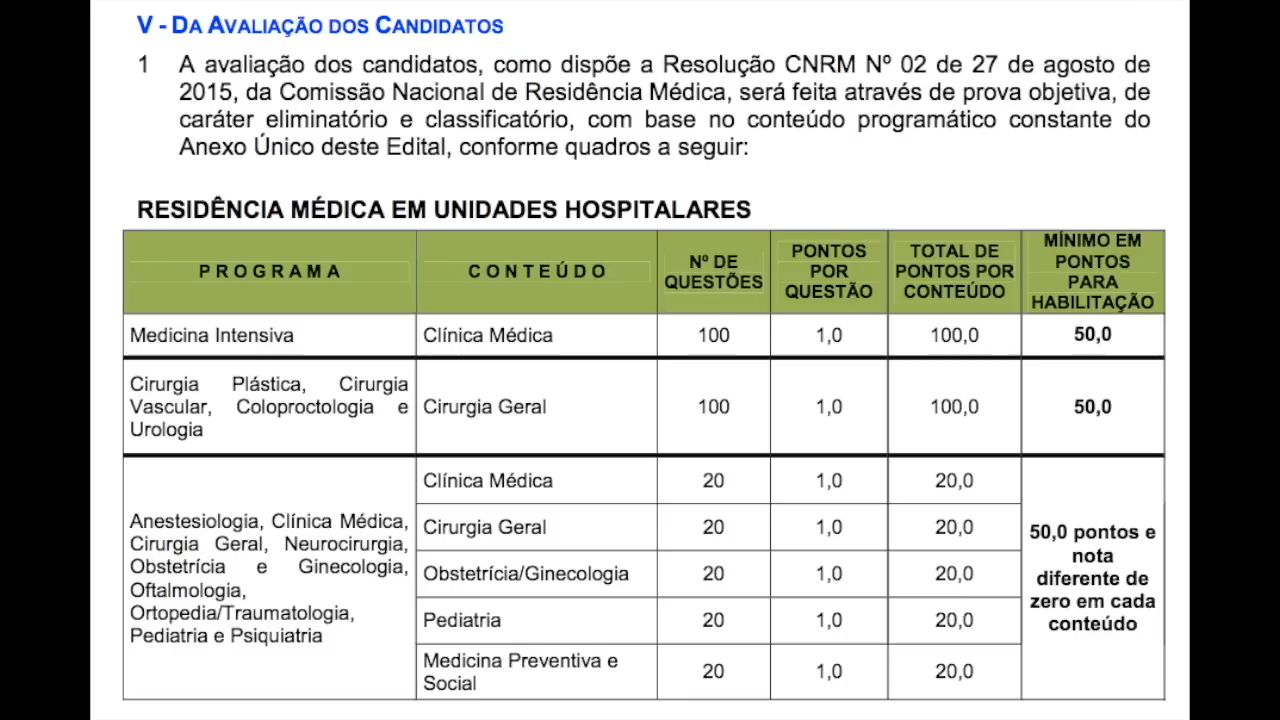 V - DA AVALIAÇÃO DOS CANDIDATOS
1 A avaliação dos candidatos, como dispõe a Resolução CNRM Nº 02 de 27 de agosto de
2015, da Comissão Nacional de Residência Médica, será feita através de prova objetiva, de
caráter eliminatório e classificatório, com base no conteúdo programático constante do
Anexo Único deste Edital, conforme quadros a seguir:
RESIDÊNCIA MÉDICA EM UNIDADES HOSPITALARES
PROGRAMA
CONTEÚDO
Nº DE
QUESTÕES
PONTOS
POR
QUESTÃO
TOTAL DE
PONTOS POR
CONTEÚDO
MÍNIMO EM
PONTOS
PARA
HABILITAÇÃO
Medicina Intensiva
Clínica Médica
100
1,0
100,0
50,0
Cirurgia Plástica, Cirurgia
Vascular, Coloproctologia e
Urologia
Cirurgia Geral
100
1,0
100,0
50,0
Anestesiologia, Clínica Médica,
Cirurgia Geral, Neurocirurgia,
Obstetrícia e Ginecologia,
Oftalmologia,
Ortopedia/Traumatologia,
Pediatria e Psiquiatria
Clínica Médica
20
1,0
20,0
Cirurgia Geral
20
1,0
20,0
Obstetrícia/Ginecologia
20
1,0
20,0
Pediatria
20
1,0
20,0
Medicina Preventiva e
Social
20
1,0
20,0
50,0 pontos e
nota
diferente de
zero em cada
conteúdo